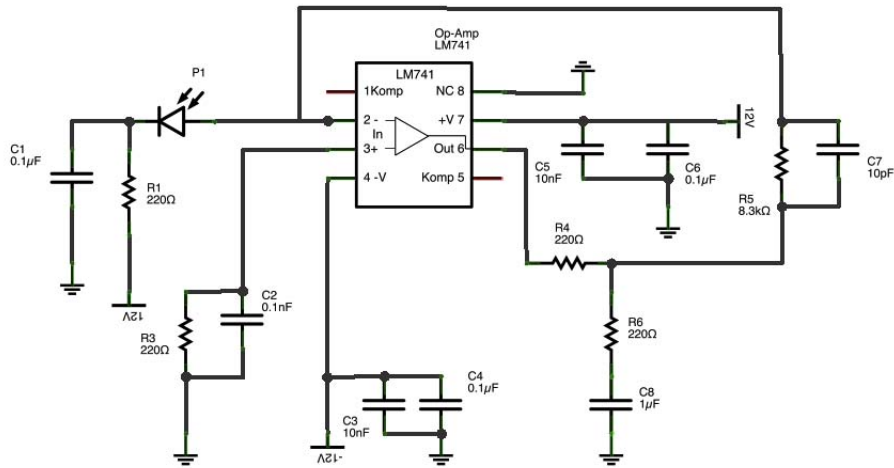 Op-Amp
LM741
LM741
P1
1Komp
NC 8
2 -
+V 7
12V
In
3+
Out 6
4 -V
Komp 5
C1
0.1µF
R1
220Ω
12V
C5
10nF
C6
0.1µF
C7
10pF
R5
8.3kΩ
R4
220Ω
C2
0.1nF
R3
220Ω
R6
220Ω
C4
0.1µF
C3
10nF
C8
1µF
-12V